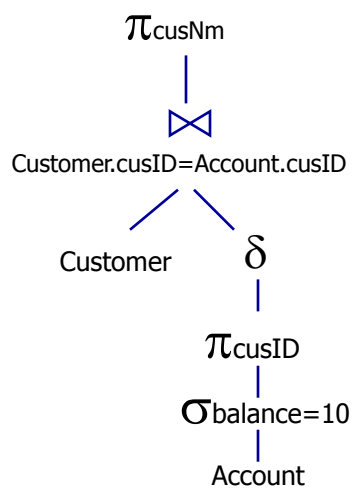 πcusNm
⋈
Customer.cusID=Account.cusID
Customer
δ
πcusID
σbalance=10
Account